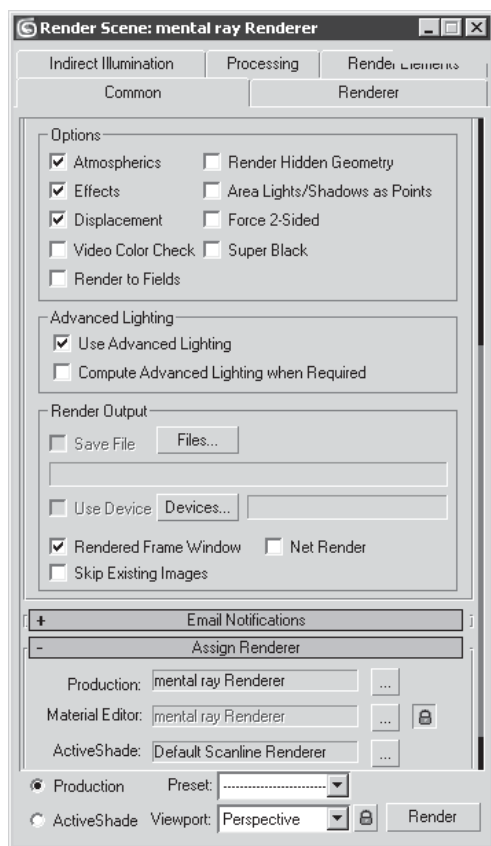 Render Scene: mental ray Renderer
Indirect Illumination Processing Render Elements
Common Renderer
Options
Atmospherics Render Hidden Geometry
Effects Area Lights/Shadows as Points
Displacement Force 2-Sided
Video Color Check Super Black
Render to Fields
Advanced Lighting
Use Advanced Lighting
Compute Advanced Lighting when Required
Render Output
Save File Files...
Use Device Devices...
Rendered Frame Window Net Render
Skip Existing Images
+ Email Notifications
- Assign Renderer
Production: mental ray Renderer ...
Material Editor: mental ray Renderer ...
ActiveShade: Default Scanline Renderer ...
Production Preset: -------------------------
ActiveShade Viewport: Perspective Render